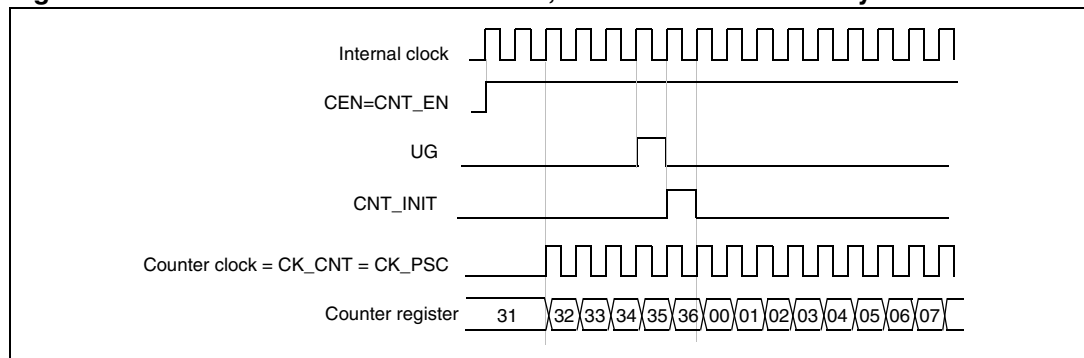 Internal clock
CEN=CNT_EN
UG
CNT_INIT
Counter clock = CK_CNT = CK_PSC
Counter register 31 32 33 34 35 36 00 01 02 03 04 05 06 07